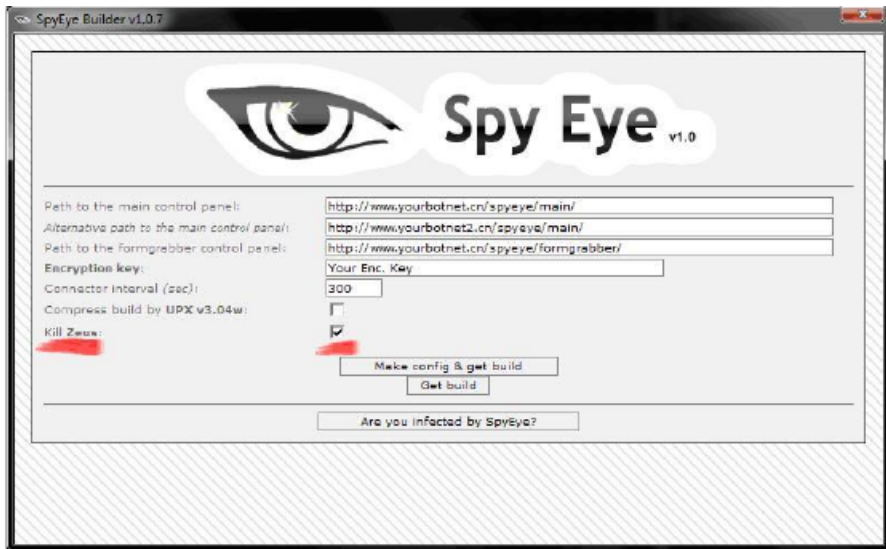 SpyEye Builder v1.0.7
Spy Eye v1.0
Path to the main control panel: http://www.yourbotnet.cn/spyeye/main/
Alternative path to the main control panel: http://www.yourbotnet2.cn/spyeye/main/
Path to the formgrabber control panel: http://www.yourbotnet.cn/spyeye/formgrabber/
Encryption key: Your Enc. Key
Connector interval (sec): 300
Compress build by UPX v3.04w:
Kill Zeus:
Make config & get build
Get build
Are you infected by SpyEye?